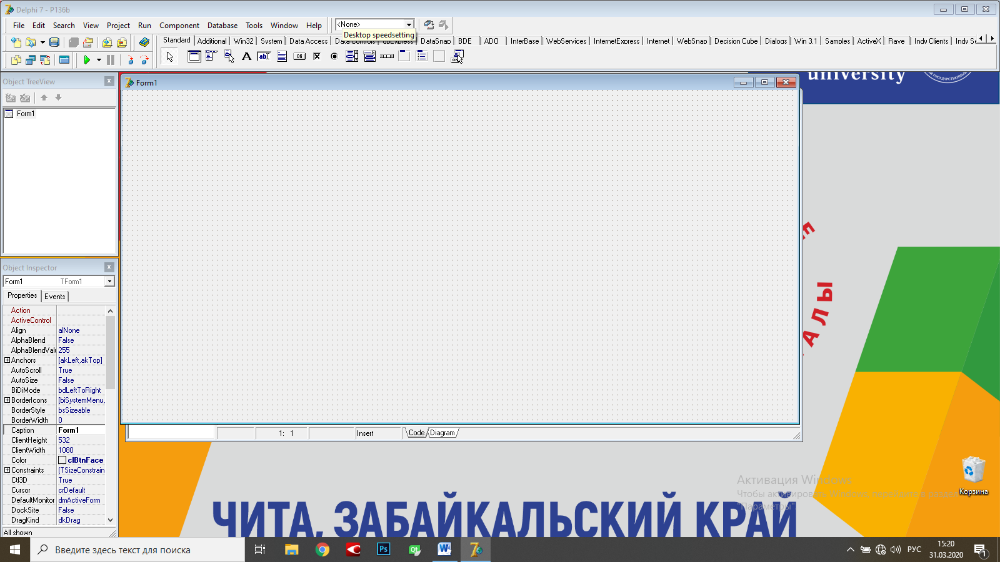 Delphi 7 - P136b
File Edit Search View Project Run Component Database Tools Window Help <None>
Desktop speedsetting
Standard Additional Win32 System Data Access Data Controls dbExpress DataSnap BDE ADO InterBase WebServices InternetExpress Internet WebSnap Decision Cube Dialogs Win 3.1 Samples ActiveX Rave Indy Clients Indy Se
Object TreeView
Form1
Form1
university
Object Inspector
Form1 TForm1
Properties Events
Action
ActiveControl
Align alNone
AlphaBlend False
AlphaBlendValu 255
Anchors [akLeft,akTop]
AutoScroll True
AutoSize False
BiDiMode bdLeftToRight
BorderIcons [biSystemMenu,
BorderStyle bsSizeable
BorderWidth 0
Caption Form1
ClientHeight 532
ClientWidth 1080
Color clBtnFace
Constraints (TSizeConstrain
Ctl3D True
Cursor crDefault
DefaultMonitor dmActiveForm
DockSite False
DragKind dkDrag
All shown
1: 1 Insert Code Diagram
Активация Windows
Чтобы активировать Windows, перейдите в раздел
"Параметры".
Корзина
ЧИТА, ЗАБАЙКАЛЬСКИЙ КРАЙ
Введите здесь текст для поиска
РУС
15:20
31.03.2020
1